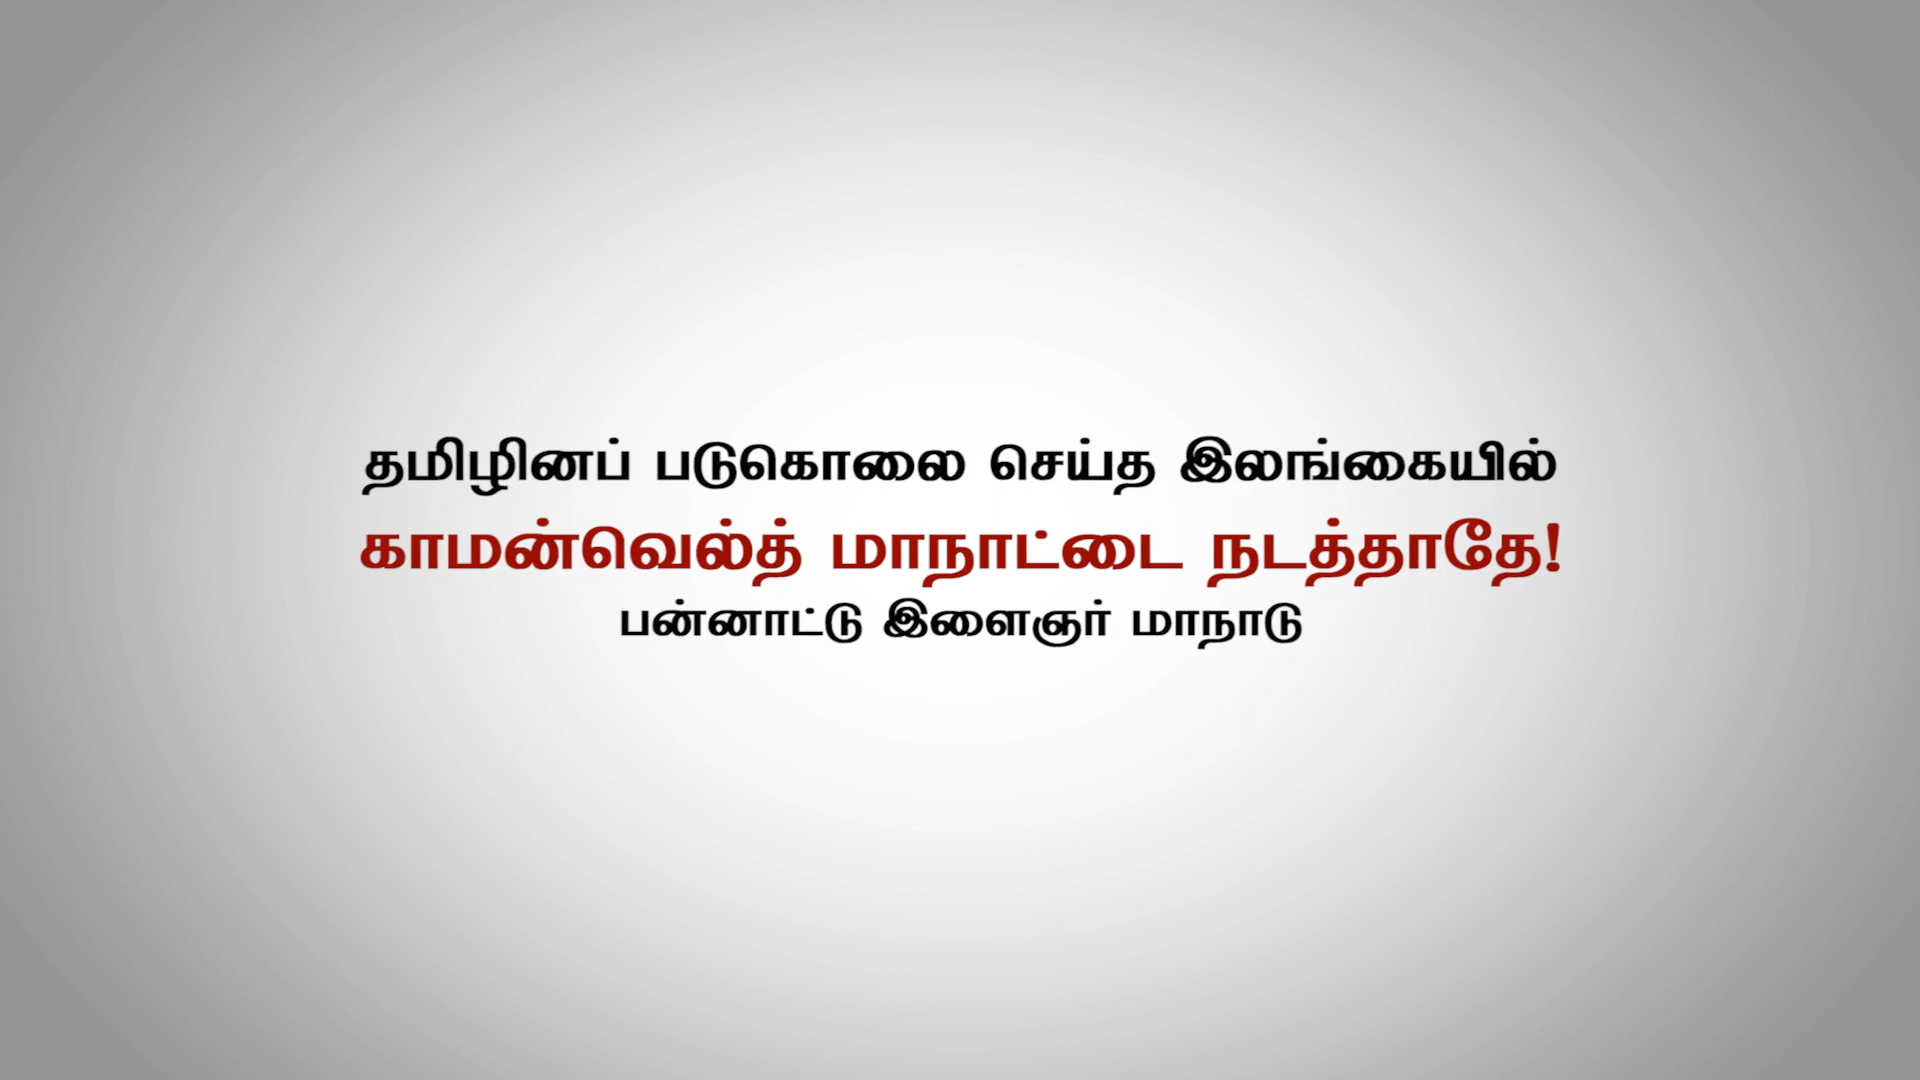 தமிழினப் படுகொலை செய்த இலங்கையில்
காமன்வெல்த் மாநாட்டை நடத்தாதே!
பன்னாட்டு இளைஞர் மாநாடு